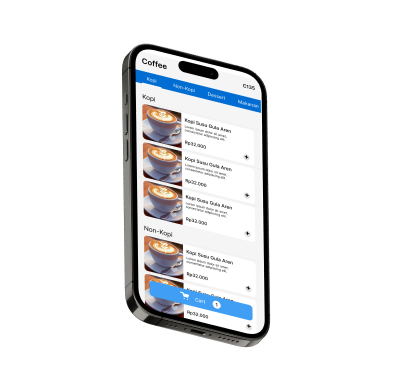 Coffee
C135
Kopi
Non-Kopi
Dessert
Makanan
Kopi
Kopi Susu Gula Aren
Lorem ipsum dolor sit amet,
consectetur adipiscing elit.
Rp32.000
+
Kopi Susu Gula Aren
Lorem ipsum dolor sit amet,
consectetur adipiscing elit.
Rp32.000
+
Kopi Susu Gula Aren
Lorem ipsum dolor sit amet,
consectetur adipiscing elit.
Rp32.000
+
Non-Kopi
Kopi Susu Gula Aren
Lorem ipsum dolor sit amet,
consectetur adipiscing elit.
Rp32.000
+
Kopi Susu Gula Aren
Cart
1
Rp32.000
+